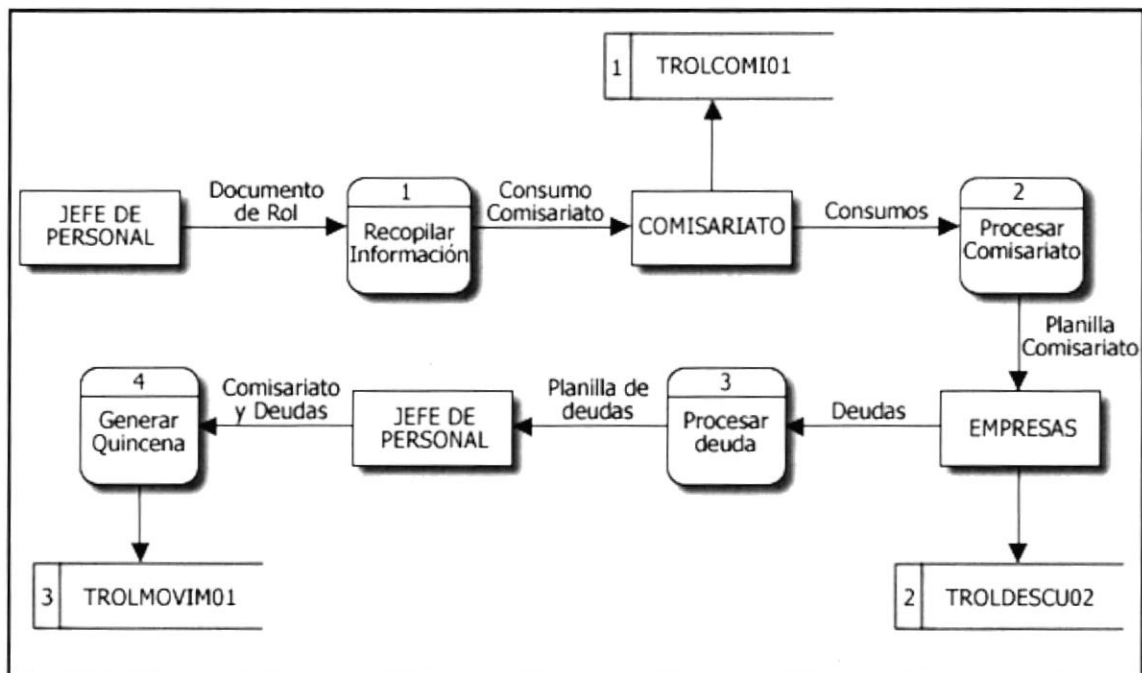 1 TROLCOMI01
JEFE DE
PERSONAL
Documento
de Rol
1
Recopilar
Información
Consumo
Comisariato
COMISARIATO
Consumos
2
Procesar
Comisariato
Planilla
Comisariato
4
Generar
Quincena
Comisariato
y Deudas
JEFE DE
PERSONAL
Planilla de
deudas
3
Procesar
deuda
Deudas
EMPRESAS
3 TROLMOVIM01
2 TROLDESCU02